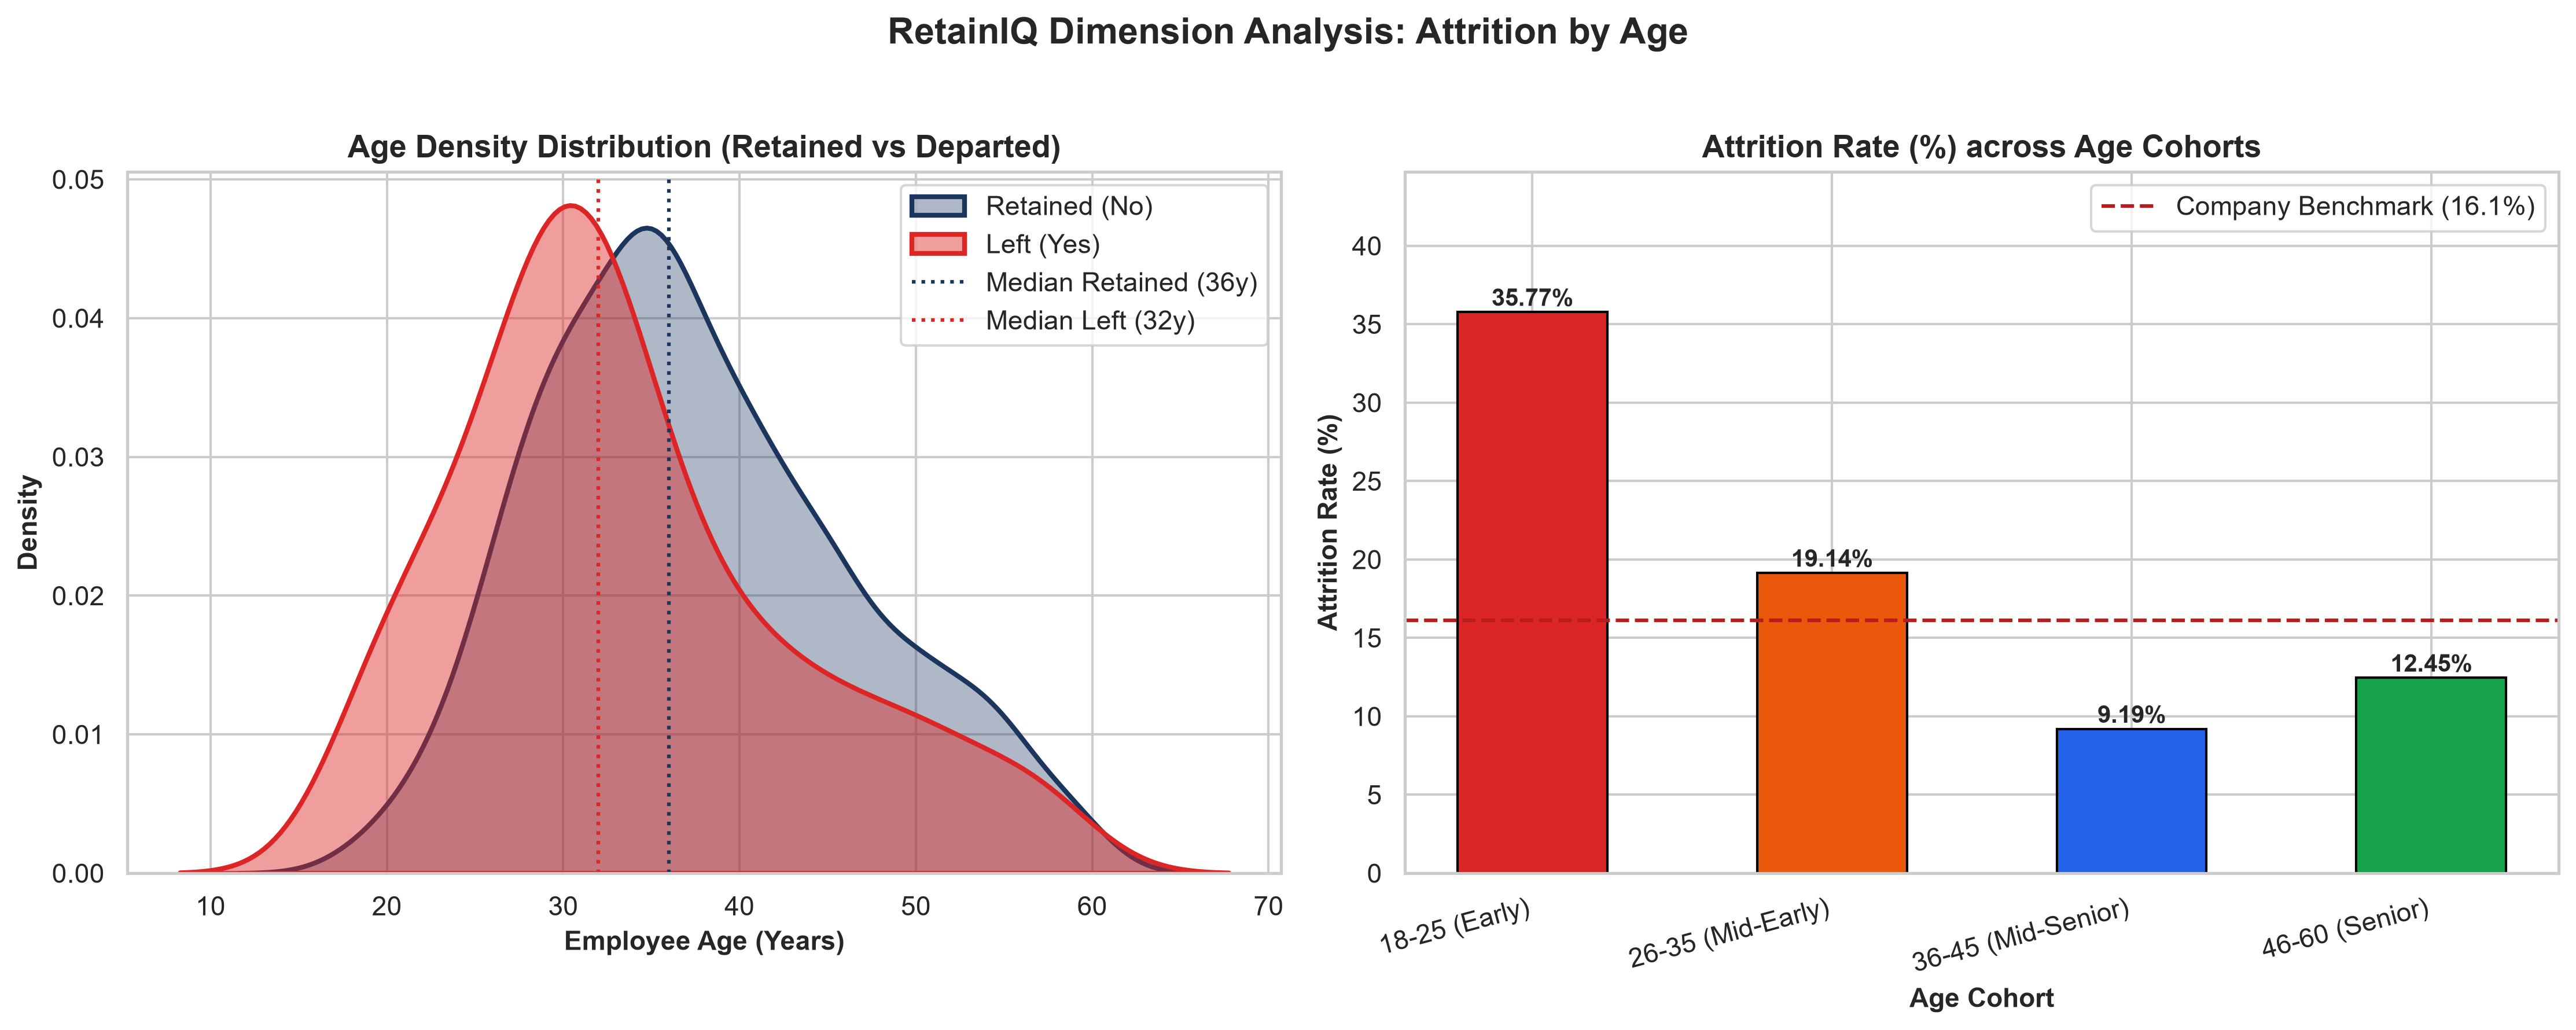 RetainIQ Dimension Analysis: Attrition by Age
Age Density Distribution (Retained vs Departed)
0.05
0.04
0.03
0.02
0.01
0.00
Density
Retained (No)
Left (Yes)
Median Retained (36y)
Median Left (32y)
10 20 30 40 50 60 70
Employee Age (Years)
Attrition Rate (%) across Age Cohorts
Company Benchmark (16.1%)
40
35
30
25
20
15
10
5
0
Attrition Rate (%)
35.77%
19.14%
9.19%
12.45%
18-25 (Early)
26-35 (Mid-Early)
36-45 (Mid-Senior)
46-60 (Senior)
Age Cohort